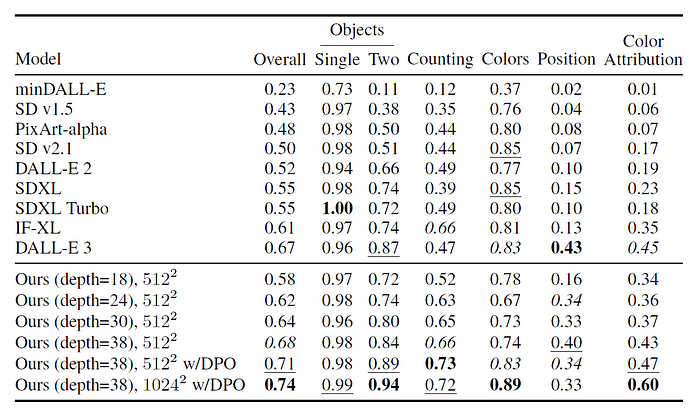 Objects
Color
Model Overall Single Two Counting Colors Position Attribution
minDALL-E 0.23 0.73 0.11 0.12 0.37 0.02 0.01
SD v1.5 0.43 0.97 0.38 0.35 0.76 0.04 0.06
PixArt-alpha 0.48 0.98 0.50 0.44 0.80 0.08 0.07
SD v2.1 0.50 0.98 0.51 0.44 0.85 0.07 0.17
DALL-E 2 0.52 0.94 0.66 0.49 0.77 0.10 0.19
SDXL 0.55 0.98 0.74 0.39 0.85 0.15 0.23
SDXL Turbo 0.55 1.00 0.72 0.49 0.80 0.10 0.18
IF-XL 0.61 0.97 0.74 0.66 0.81 0.13 0.35
DALL-E 3 0.67 0.96 0.87 0.47 0.83 0.43 0.45
Ours (depth=18), 512² 0.58 0.97 0.72 0.52 0.78 0.16 0.34
Ours (depth=24), 512² 0.62 0.98 0.74 0.63 0.67 0.34 0.36
Ours (depth=30), 512² 0.64 0.96 0.80 0.65 0.73 0.33 0.37
Ours (depth=38), 512² 0.68 0.98 0.84 0.66 0.74 0.40 0.43
Ours (depth=38), 512² w/DPO 0.71 0.98 0.89 0.73 0.83 0.34 0.47
Ours (depth=38), 1024² w/DPO 0.74 0.99 0.94 0.72 0.89 0.33 0.60